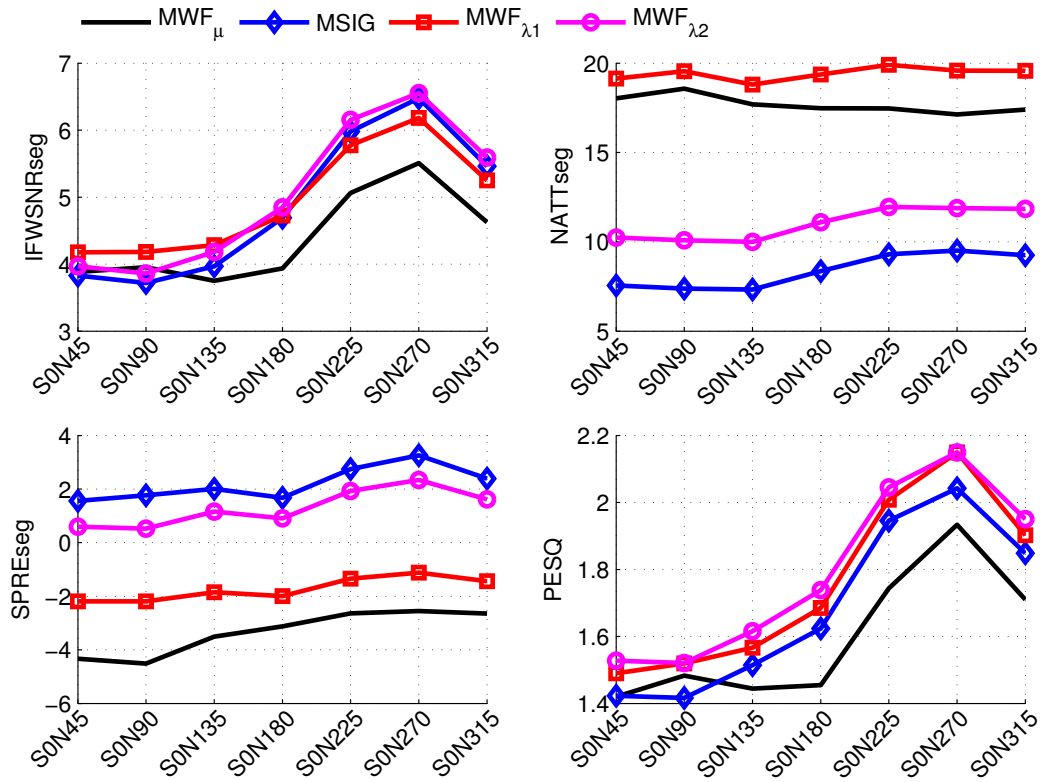 MWFμ MSIG MWFλ1 MWFλ2
7
6
5
4
3
IFWSNRseg
S0N45 S0N90 S0N135 S0N180 S0N225 S0N270 S0N315
20
15
10
5
NATTseg
S0N45 S0N90 S0N135 S0N180 S0N225 S0N270 S0N315
4
2
0
−2
−4
−6
SPREseg
S0N45 S0N90 S0N135 S0N180 S0N225 S0N270 S0N315
2.2
2
1.8
1.6
1.4
PESQ
S0N45 S0N90 S0N135 S0N180 S0N225 S0N270 S0N315